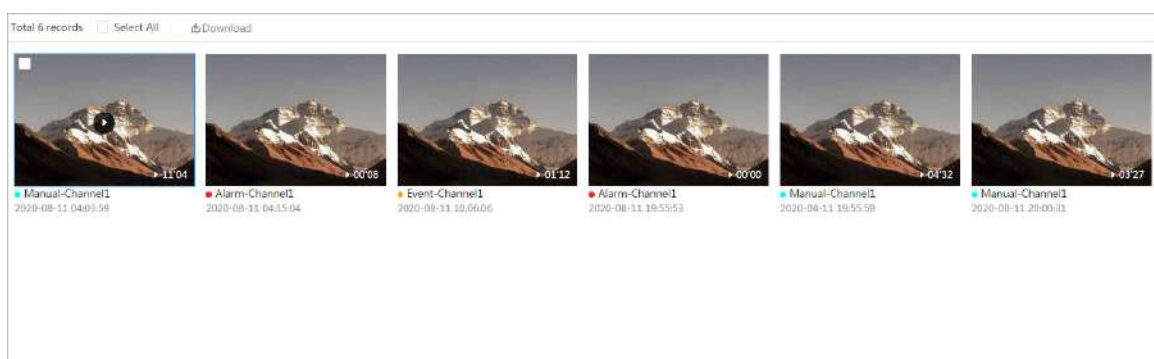 Total 6 records Select All Download
11'04 00'08 01'12 00'00 04'32 03'27
Manual-Channel1 Alarm-Channel1 Event-Channel1 Alarm-Channel1 Manual-Channel1 Manual-Channel1
2020-08-11 04:03:59 2020-08-11 04:15:04 2020-08-11 10:06:06 2020-08-11 19:55:53 2020-08-11 19:55:59 2020-08-11 20:00:31